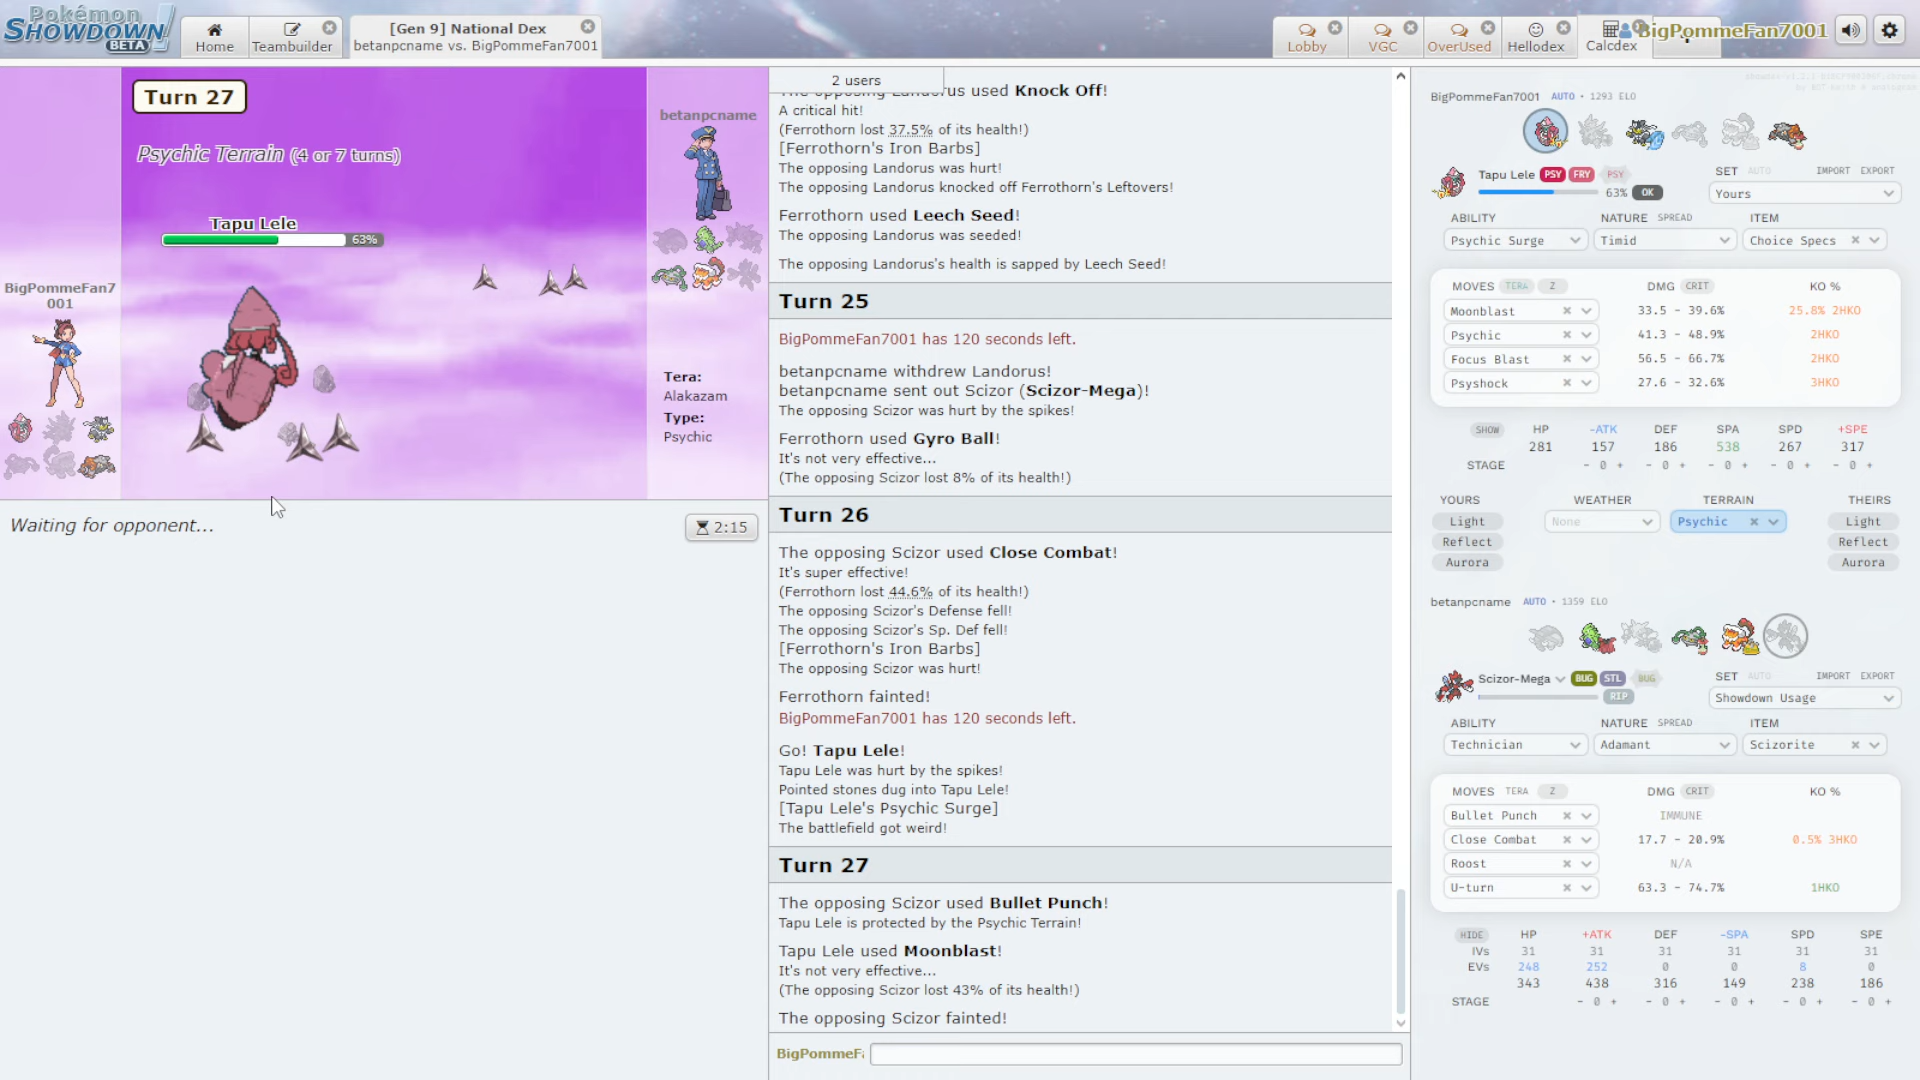 Pokémon
SHOWDOWN!
BETA
Home
Teambuilder
[Gen 9] National Dex
betanpcname vs. BigPommeFan7001
Lobby
VGC
OverUsed
Hellodex
Calcdex
BigPommeFan7001
Turn 27
Psychic Terrain (4 or 7 turns)
Tapu Lele
63%
BigPommeFan7
001
betanpcname
Tera:
Alakazam
Type:
Psychic
Waiting for opponent...
2:15
2 users
The opposing Landorus used Knock Off!
A critical hit!
(Ferrothorn lost 37.5% of its health!)
[Ferrothorn's Iron Barbs]
The opposing Landorus was hurt!
The opposing Landorus knocked off Ferrothorn's Leftovers!
Ferrothorn used Leech Seed!
The opposing Landorus was seeded!
The opposing Landorus's health is sapped by Leech Seed!
Turn 25
BigPommeFan7001 has 120 seconds left.
betanpcname withdrew Landorus!
betanpcname sent out Scizor (Scizor-Mega)!
The opposing Scizor was hurt by the spikes!
Ferrothorn used Gyro Ball!
It's not very effective...
(The opposing Scizor lost 8% of its health!)
Turn 26
The opposing Scizor used Close Combat!
It's super effective!
(Ferrothorn lost 44.6% of its health!)
The opposing Scizor's Defense fell!
The opposing Scizor's Sp. Def fell!
[Ferrothorn's Iron Barbs]
The opposing Scizor was hurt!
Ferrothorn fainted!
BigPommeFan7001 has 120 seconds left.
Go! Tapu Lele!
Tapu Lele was hurt by the spikes!
Pointed stones dug into Tapu Lele!
[Tapu Lele's Psychic Surge]
The battlefield got weird!
Turn 27
The opposing Scizor used Bullet Punch!
Tapu Lele is protected by the Psychic Terrain!
Tapu Lele used Moonblast!
It's not very effective...
(The opposing Scizor lost 43% of its health!)
The opposing Scizor fainted!
BigPommeF
BigPommeFan7001 AUTO • 1293 ELO
Tapu Lele PSY FRY PSY
63% OK
SET AUTO IMPORT EXPORT
Yours
ABILITY NATURE SPREAD ITEM
Psychic Surge Timid Choice Specs
MOVES TERA Z DMG CRIT KO %
Moonblast 33.5 - 39.6% 25.8% 2HKO
Psychic 41.3 - 48.9% 2HKO
Focus Blast 56.5 - 66.7% 2HKO
Psyshock 27.6 - 32.6% 3HKO
SHOW HP -ATK DEF SPA SPD +SPE
281 157 186 538 267 317
STAGE - 0 + - 0 + - 0 + - 0 + - 0 +
YOURS WEATHER TERRAIN THEIRS
Light None Psychic Light
Reflect Reflect
Aurora Aurora
betanpcname AUTO • 1359 ELO
Scizor-Mega BUG STL BUG
RIP
SET AUTO IMPORT EXPORT
Showdown Usage
ABILITY NATURE SPREAD ITEM
Technician Adamant Scizorite
MOVES TERA Z DMG CRIT KO %
Bullet Punch IMMUNE
Close Combat 17.7 - 20.9% 0.5% 3HKO
Roost N/A
U-turn 63.3 - 74.7% 1HKO
HIDE HP +ATK DEF -SPA SPD SPE
IVs 31 31 31 31 31 31
EVs 248 252 0 0 8 0
343 438 316 149 238 186
STAGE - 0 + - 0 + - 0 + - 0 + - 0 +